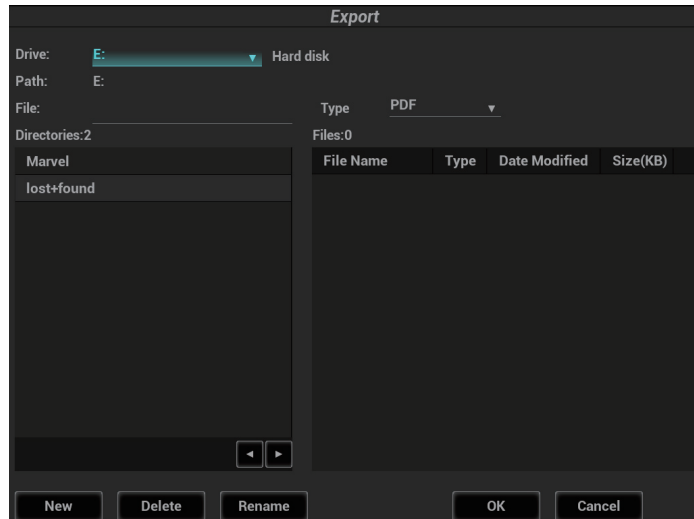 Export
Drive: E: Hard disk
Path: E:
File: Type PDF
Directories:2 Files:0
Marvel File Name Type Date Modified Size(KB)
lost+found
New Delete Rename OK Cancel